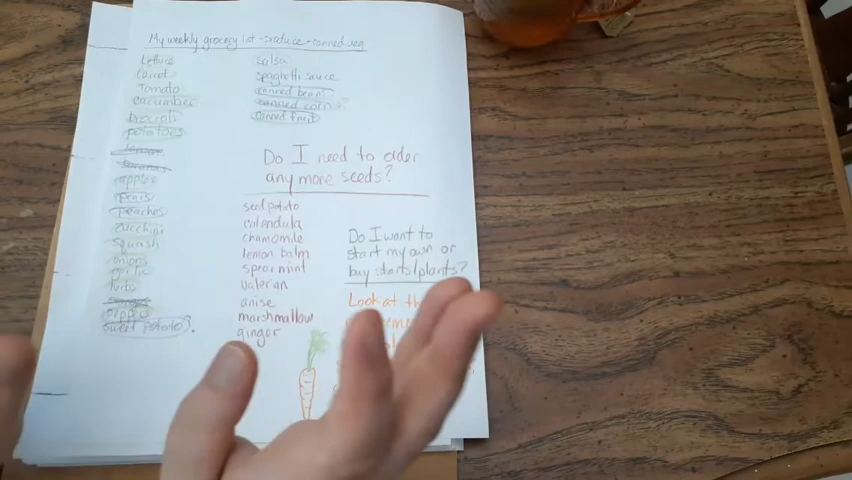 My weekly grocery list - produce - canned veg
lettuce
carrot
Tomato
cucumber
broccoli
potatoes
bananas
apples
pears
peaches
zucchini
squash
onions
garlic
herbs
peppers
sweet potato?
salsa
spaghetti sauce
canned beans
canned corn?
canned fruit
Do I need to order
any more seeds?
seed potato
calendula
chamomile
lemon balm
spearmint
valerian
anise
marshmallow
ginger
Do I want to
start my own or
buy starts/plants?
Look at the